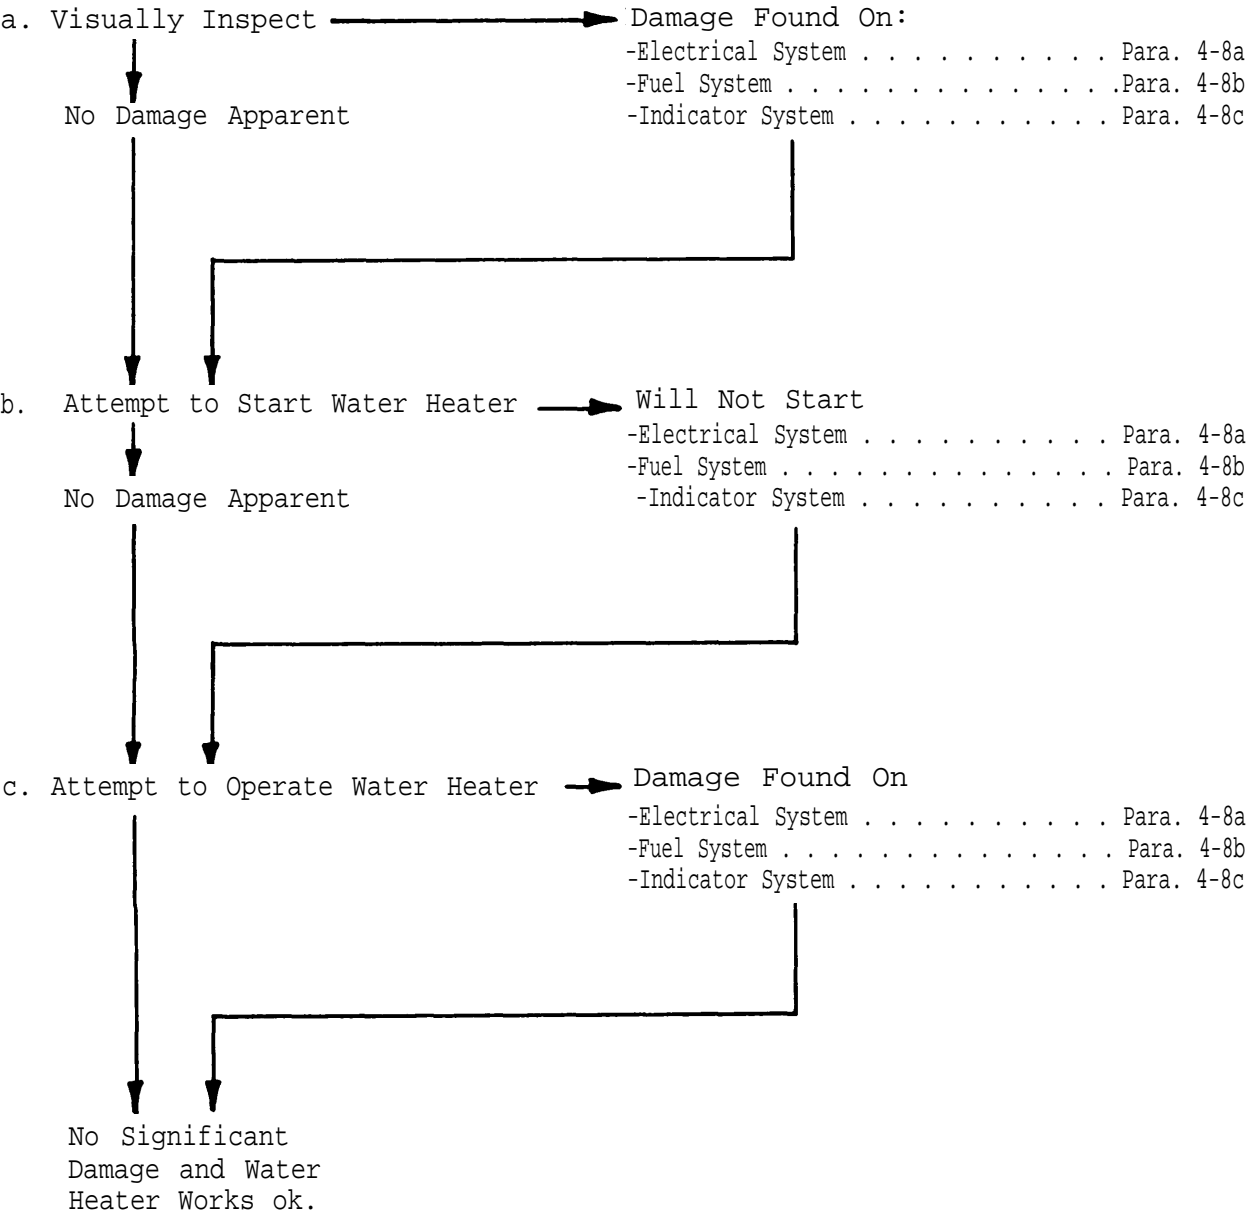 a. Visually Inspect
Damage Found On:
-Electrical System . . . . . . . . . . Para. 4-8a
-Fuel System . . . . . . . . . . . . . .Para. 4-8b
No Damage Apparent
-Indicator System . . . . . . . . . . . Para. 4-8c
b. Attempt to Start Water Heater
Will Not Start
-Electrical System . . . . . . . . . . Para. 4-8a
-Fuel System . . . . . . . . . . . . . . Para. 4-8b
No Damage Apparent
-Indicator System . . . . . . . . . . Para. 4-8c
c. Attempt to Operate Water Heater
Damage Found On
-Electrical System . . . . . . . . . . Para. 4-8a
-Fuel System . . . . . . . . . . . . . . Para. 4-8b
-Indicator System . . . . . . . . . . . Para. 4-8c
No Significant
Damage and Water
Heater Works ok.